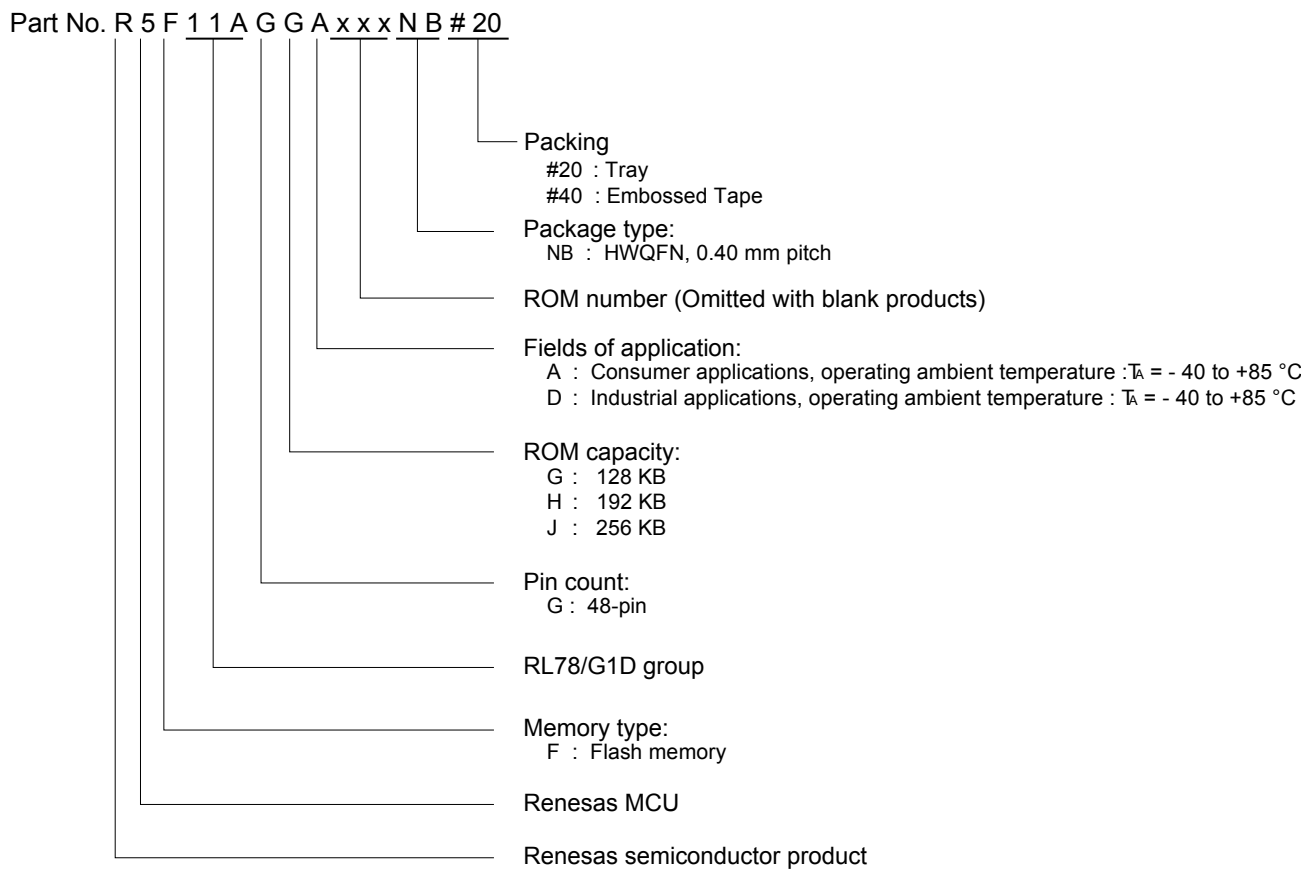 Part No. R 5 F 1 1 A G G A x x x N B # 20
Packing
#20 : Tray
#40 : Embossed Tape
Package type:
NB : HWQFN, 0.40 mm pitch
ROM number (Omitted with blank products)
Fields of application:
A : Consumer applications, operating ambient temperature :TA = - 40 to +85 °C
D : Industrial applications, operating ambient temperature : TA = - 40 to +85 °C
ROM capacity:
G : 128 KB
H : 192 KB
J : 256 KB
Pin count:
G : 48-pin
RL78/G1D group
Memory type:
F : Flash memory
Renesas MCU
Renesas semiconductor product